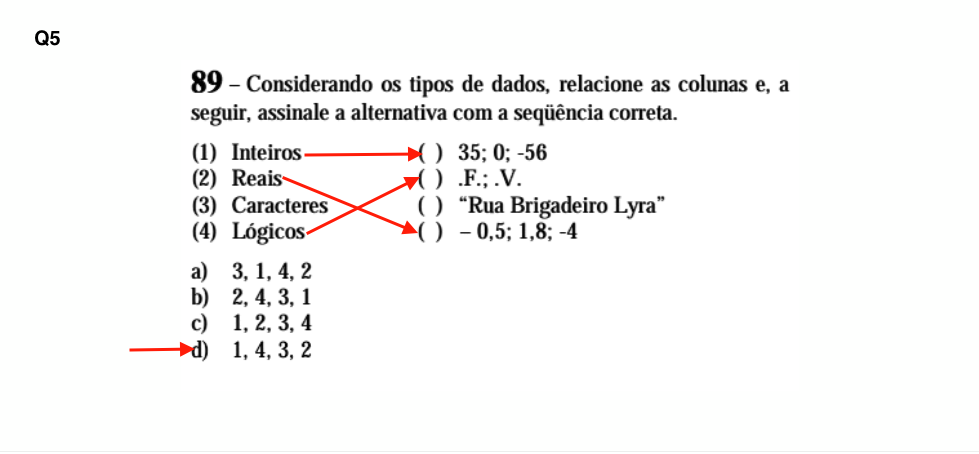 Q5
89 – Considerando os tipos de dados, relacione as colunas e, a
seguir, assinale a alternativa com a seqüência correta.
(1) Inteiros ( ) 35; 0; -56
(2) Reais ( ) .F.; .V.
(3) Caracteres ( ) “Rua Brigadeiro Lyra”
(4) Lógicos ( ) – 0,5; 1,8; -4
a) 3, 1, 4, 2
b) 2, 4, 3, 1
c) 1, 2, 3, 4
d) 1, 4, 3, 2